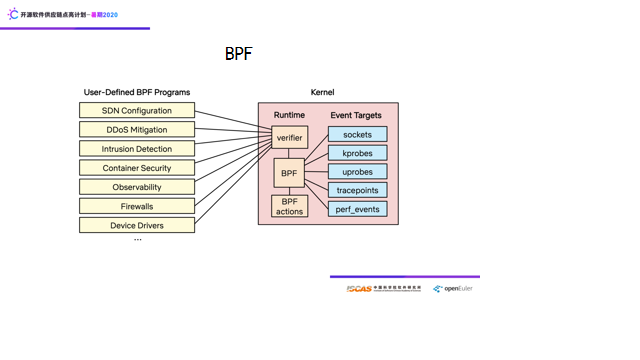 开源软件供应链点亮计划-暑期2020
BPF
User-Defined BPF Programs
SDN Configuration
DDoS Mitigation
Intrusion Detection
Container Security
Observability
Firewalls
Device Drivers
...
Kernel
Runtime
verifier
BPF
BPF
actions
Event Targets
sockets
kprobes
uprobes
tracepoints
perf_events
ISCAS
中国科学院软件研究所
openEuler